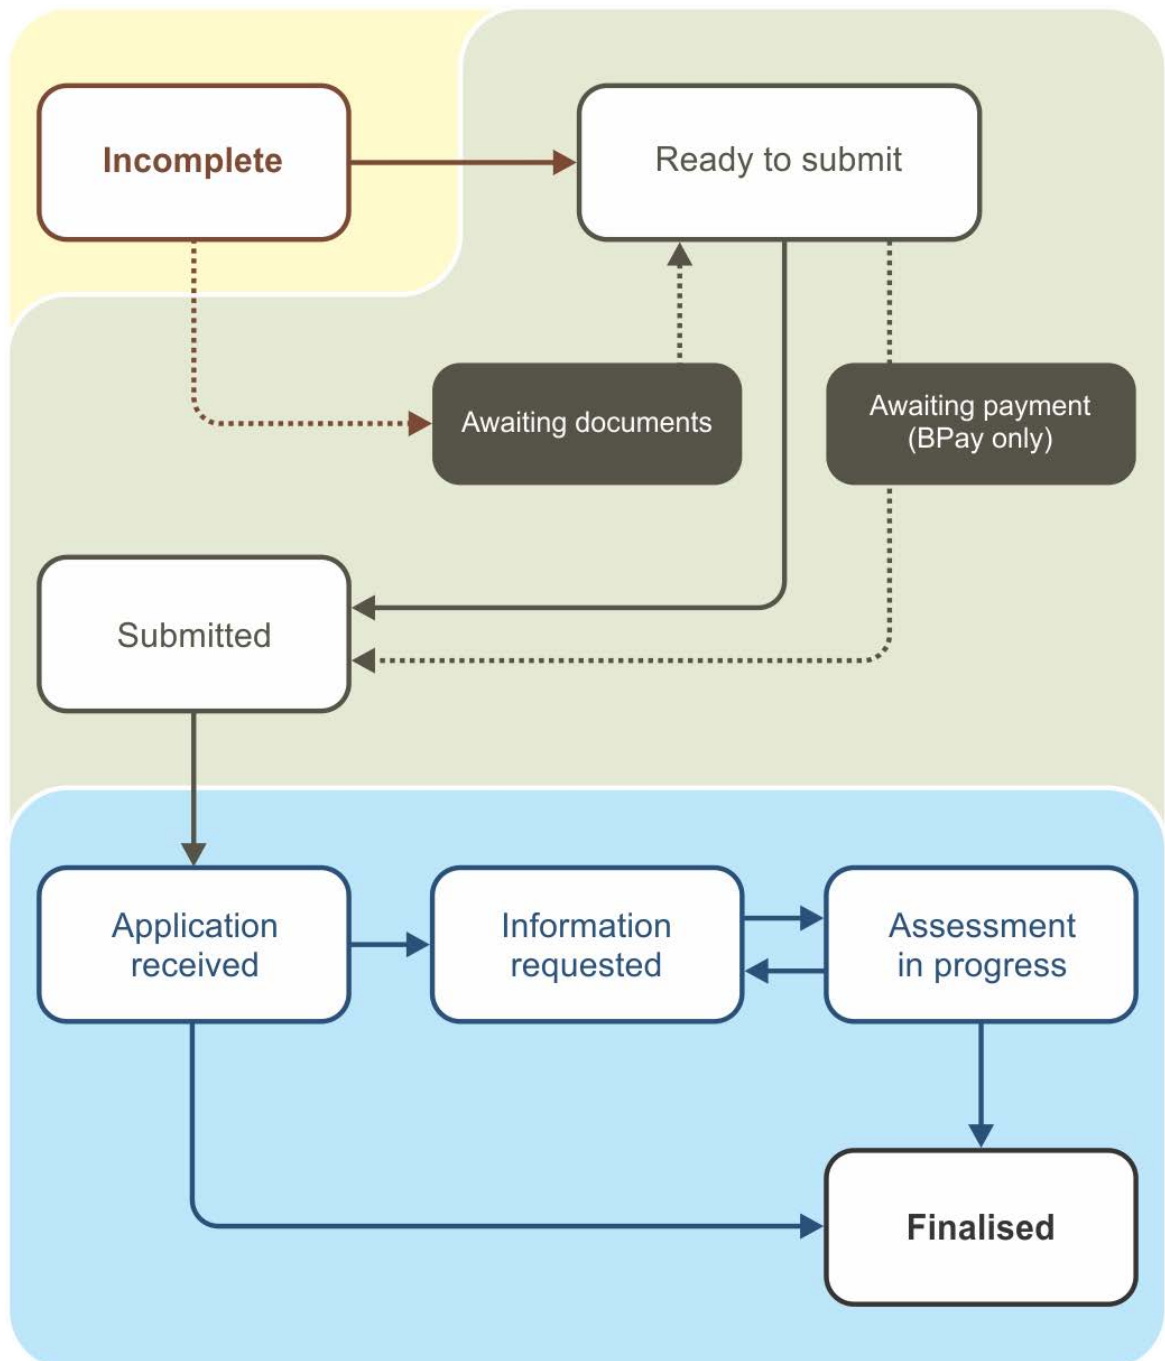 Incomplete
Ready to submit
Awaiting documents
Awaiting payment
(BPay only)
Submitted
Application
received
Information
requested
Assessment
in progress
Finalised